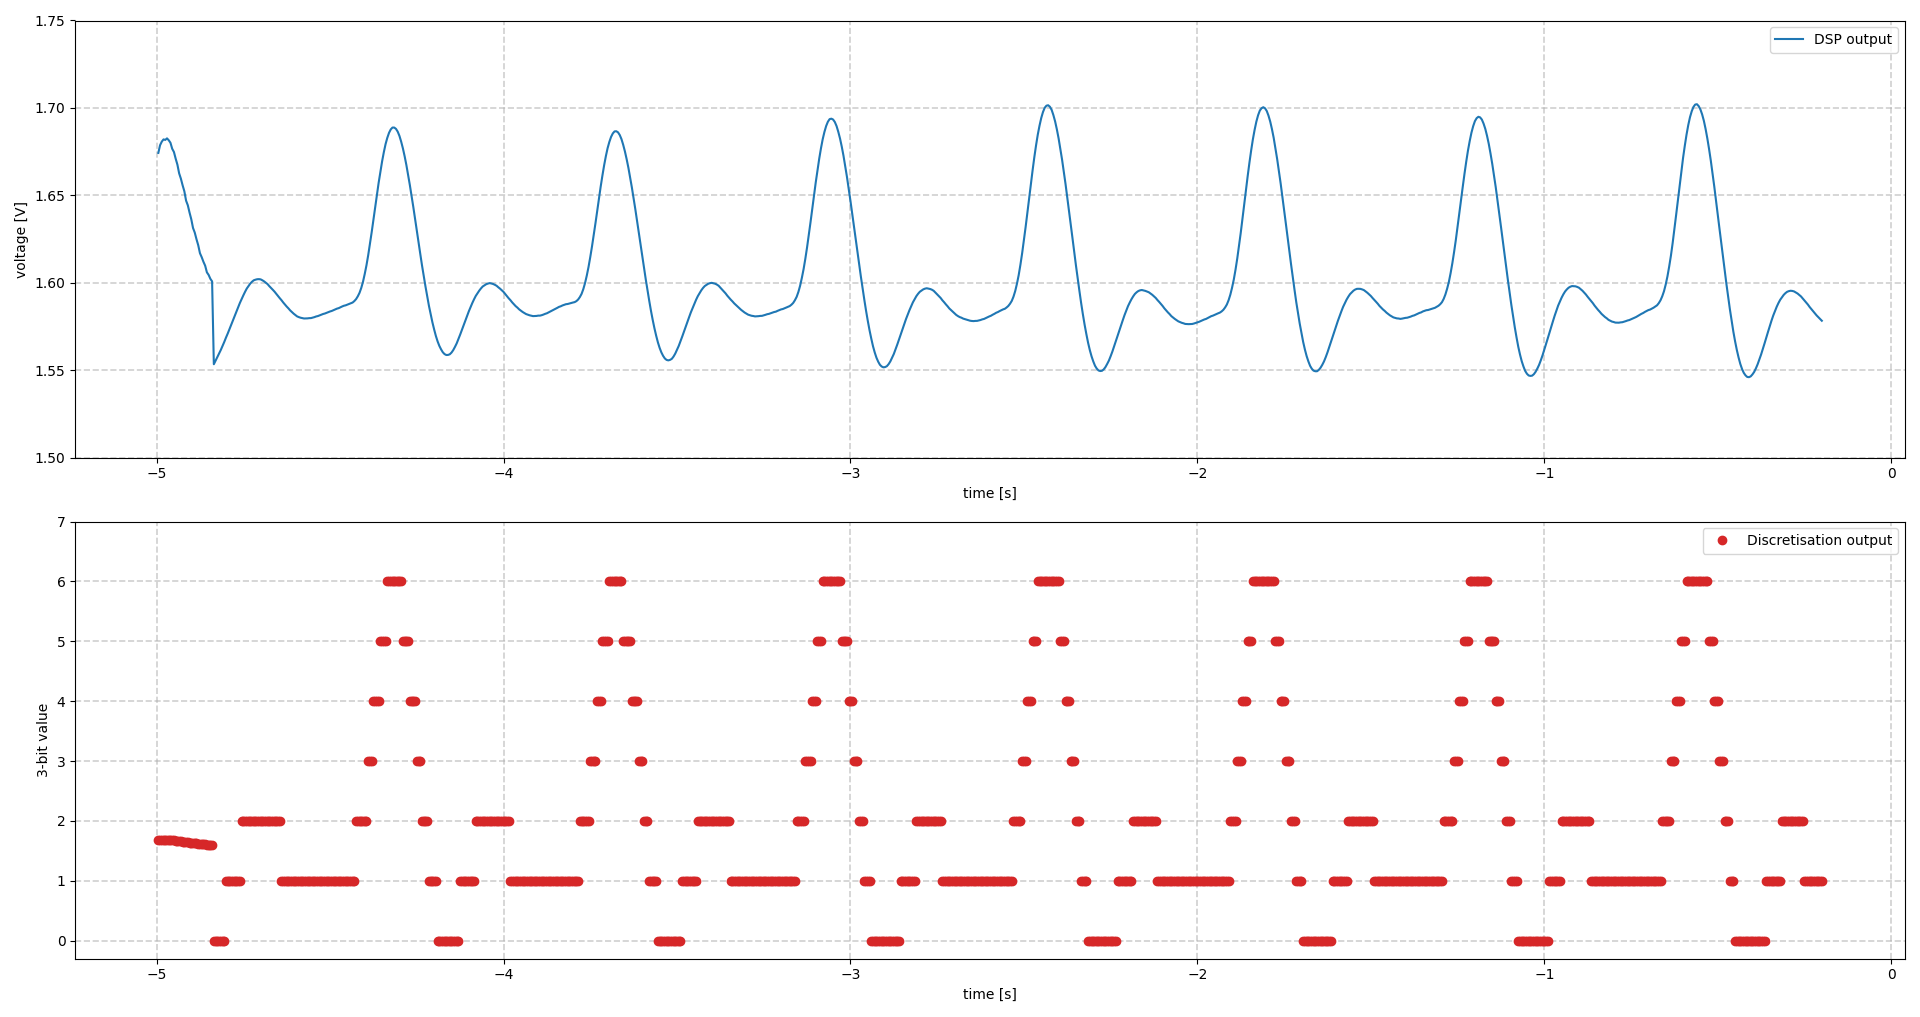 1.75
1.70
1.65
1.60
1.55
1.50
voltage [V]
DSP output
−5 −4 −3 −2 −1 0
time [s]
7
6
5
4
3
2
1
0
3-bit value
Discretisation output
−5 −4 −3 −2 −1 0
time [s]